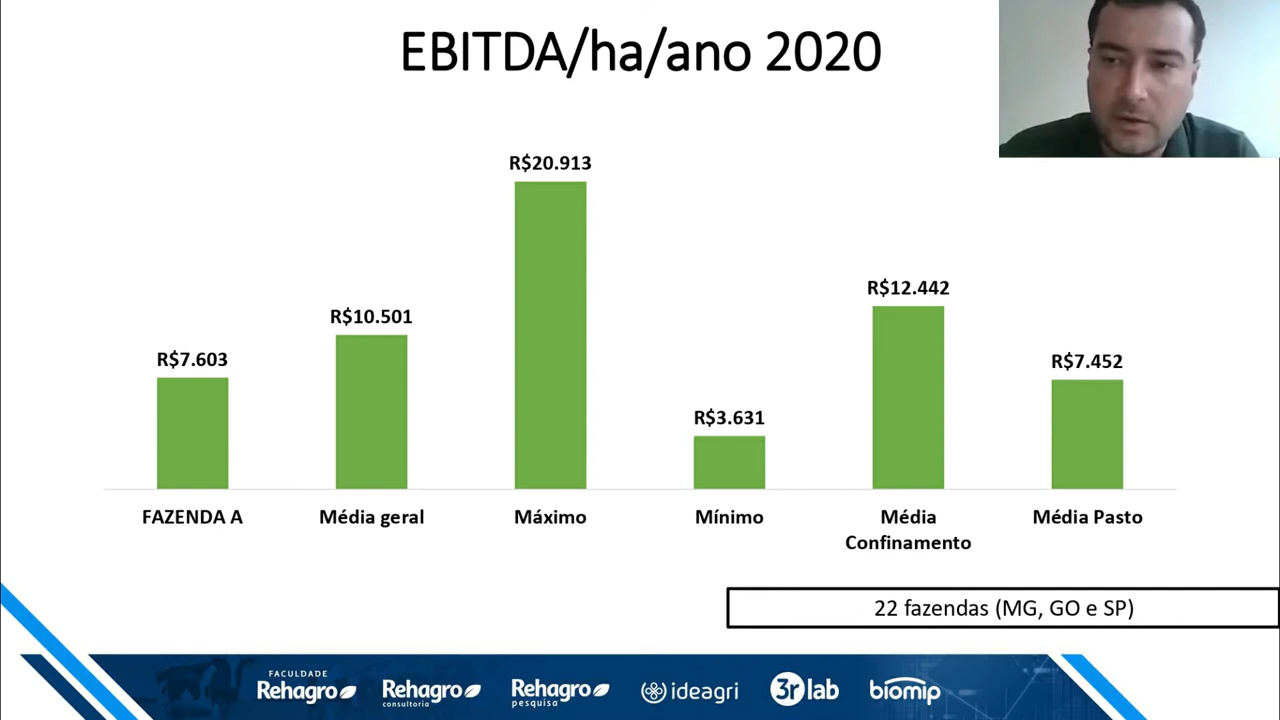 EBITDA/ha/ano 2020
R$7.603
R$10.501
R$20.913
R$3.631
R$12.442
R$7.452
FAZENDA A
Média geral
Máximo
Mínimo
Média
Confinamento
Média Pasto
22 fazendas (MG, GO e SP)
FACULDADE
Rehagro
Rehagro
consultoria
Rehagro
pesquisa
ideagri
3rlab
biomip